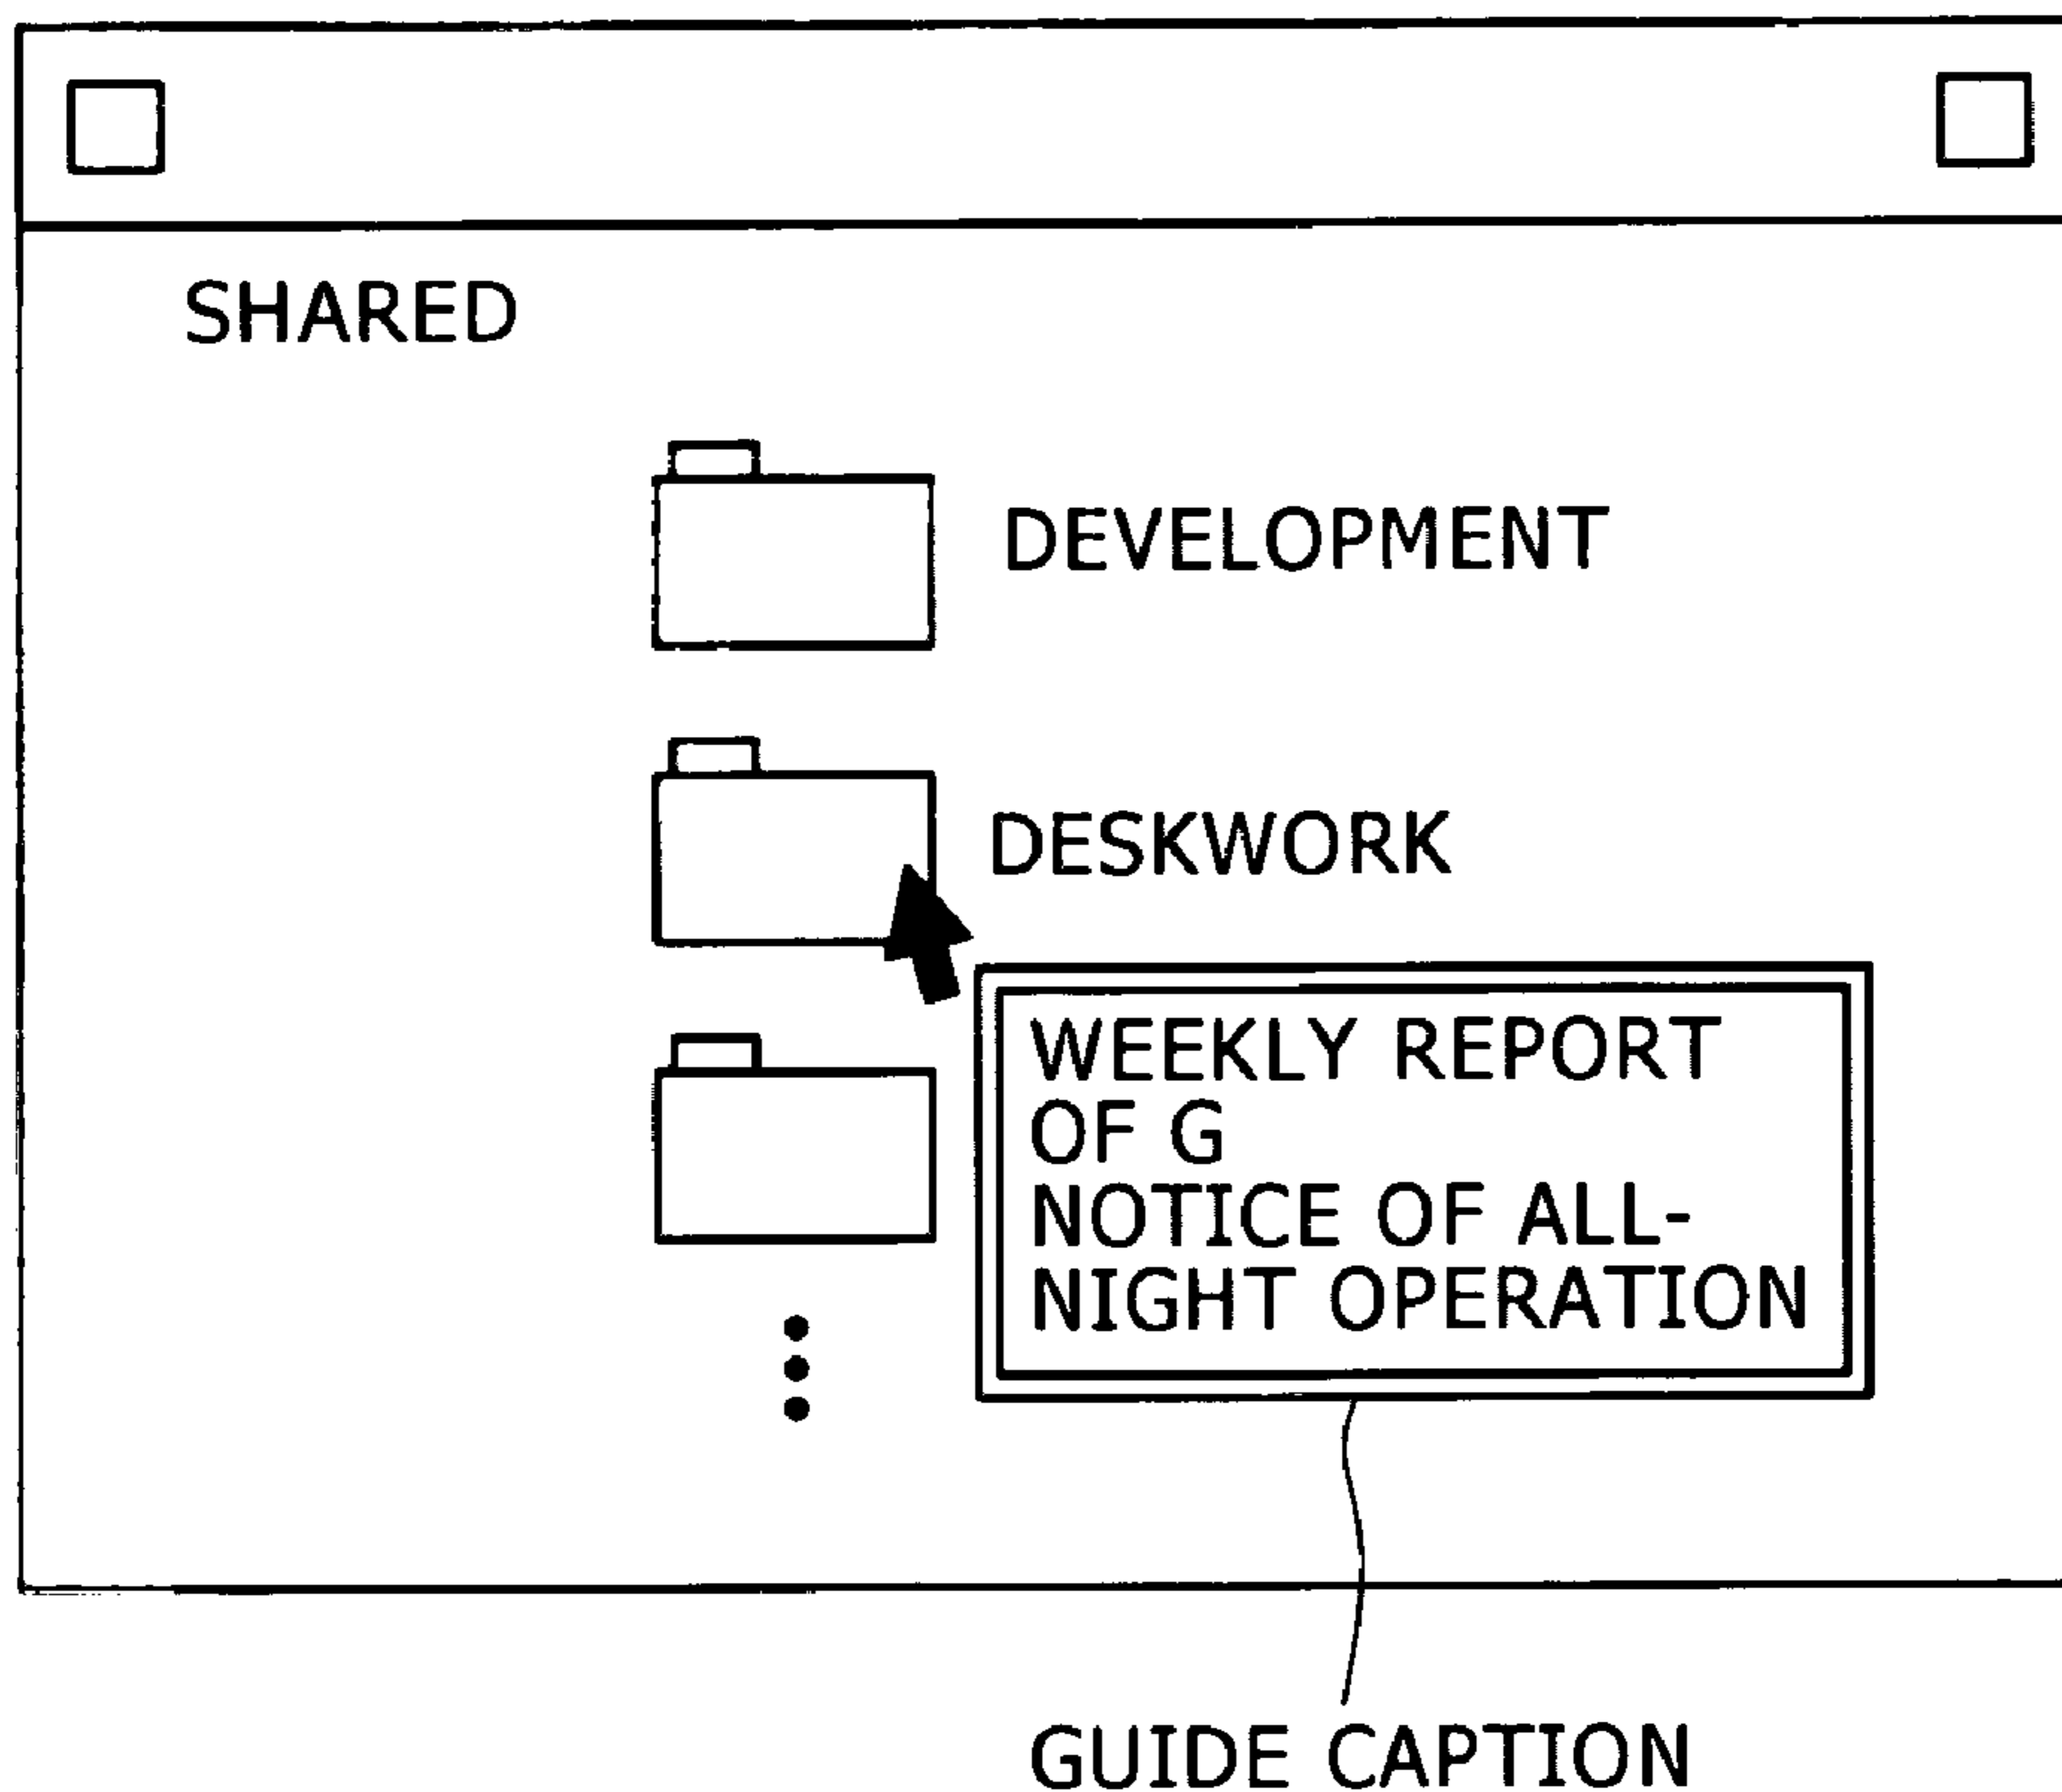 SHARED
DEVELOPMENT
DESKWORK
WEEKLY REPORT
OF G
NOTICE OF ALL-
NIGHT OPERATION
GUIDE CAPTION